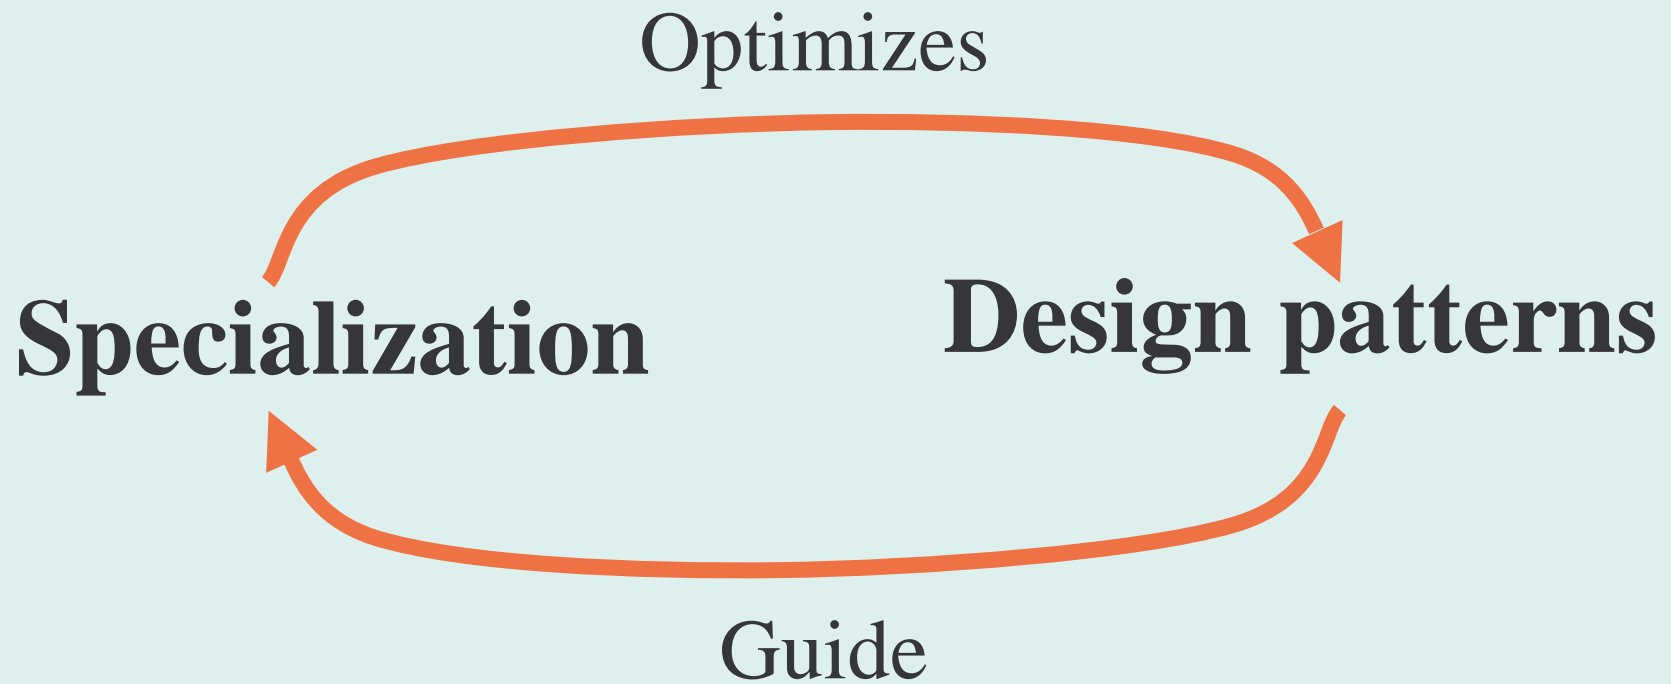 Optimizes
Specialization
Design patterns
Guide